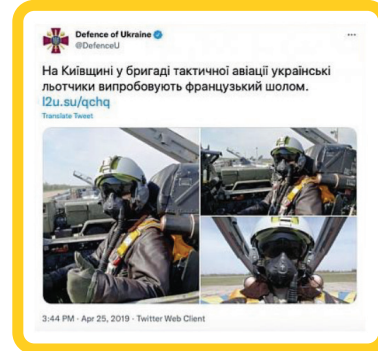 Defence of Ukraine
@DefenceU
На Київщині у бригаді тактичної авіації українські
льотчики випробовують французький шолом.
l2u.su/qchq
Translate Tweet
3:44 PM · Apr 25, 2019 · Twitter Web Client